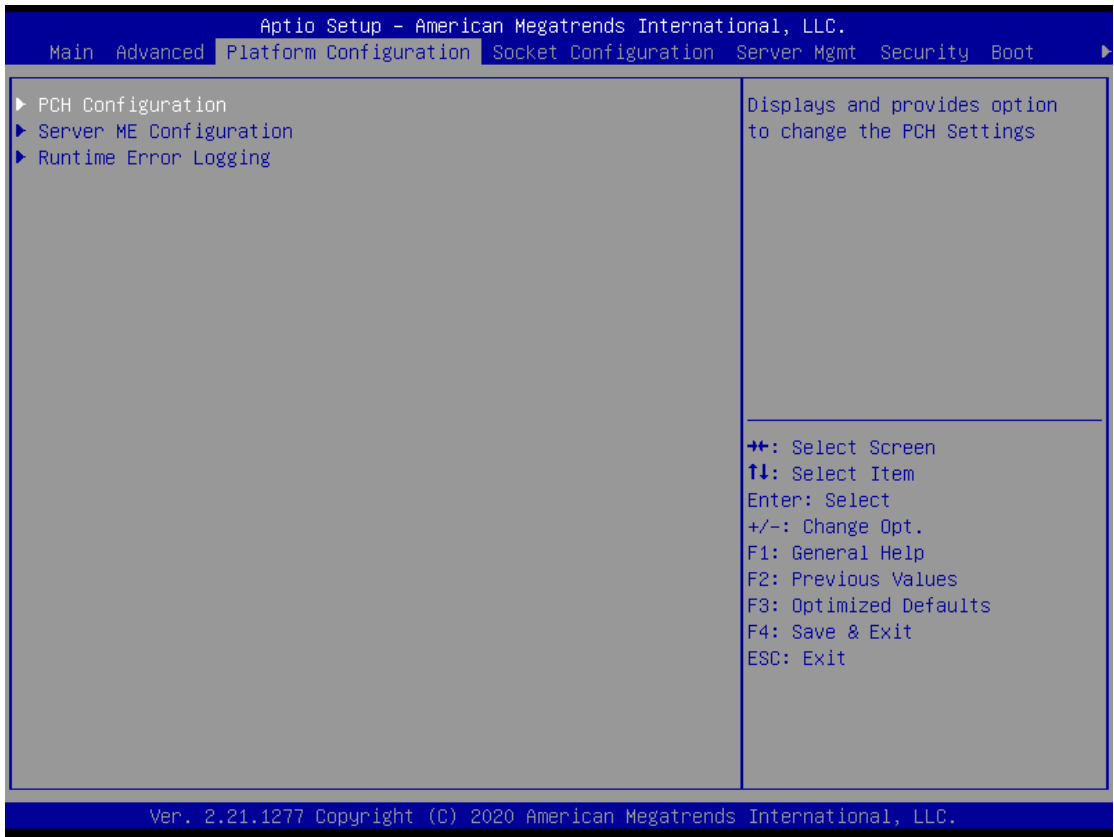 Aptio Setup – American Megatrends International, LLC.
Main Advanced Platform Configuration Socket Configuration Server Mgmt Security Boot ▶
▶ PCH Configuration
▶ Server ME Configuration
▶ Runtime Error Logging
Displays and provides option
to change the PCH Settings
→←: Select Screen
↑↓: Select Item
Enter: Select
+/-: Change Opt.
F1: General Help
F2: Previous Values
F3: Optimized Defaults
F4: Save & Exit
ESC: Exit
Ver. 2.21.1277 Copyright (C) 2020 American Megatrends International, LLC.